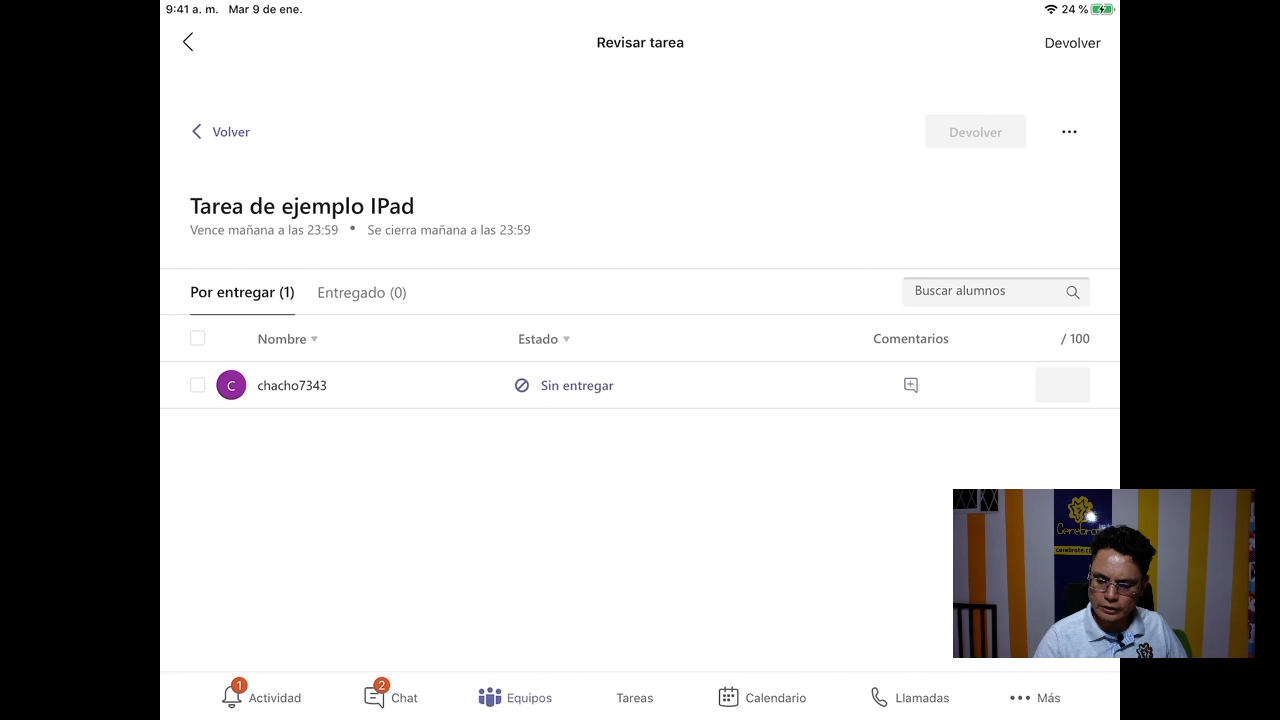 9:41 a. m. Mar 9 de ene. 24 %
Revisar tarea
Devolver
Volver
Devolver
Tarea de ejemplo IPad
Vence mañana a las 23:59 • Se cierra mañana a las 23:59
Por entregar (1) Entregado (0)
Buscar alumnos
Nombre Estado Comentarios / 100
C chacho7343 Sin entregar
1 Actividad
2 Chat
Equipos
Tareas
Calendario
Llamadas
Más